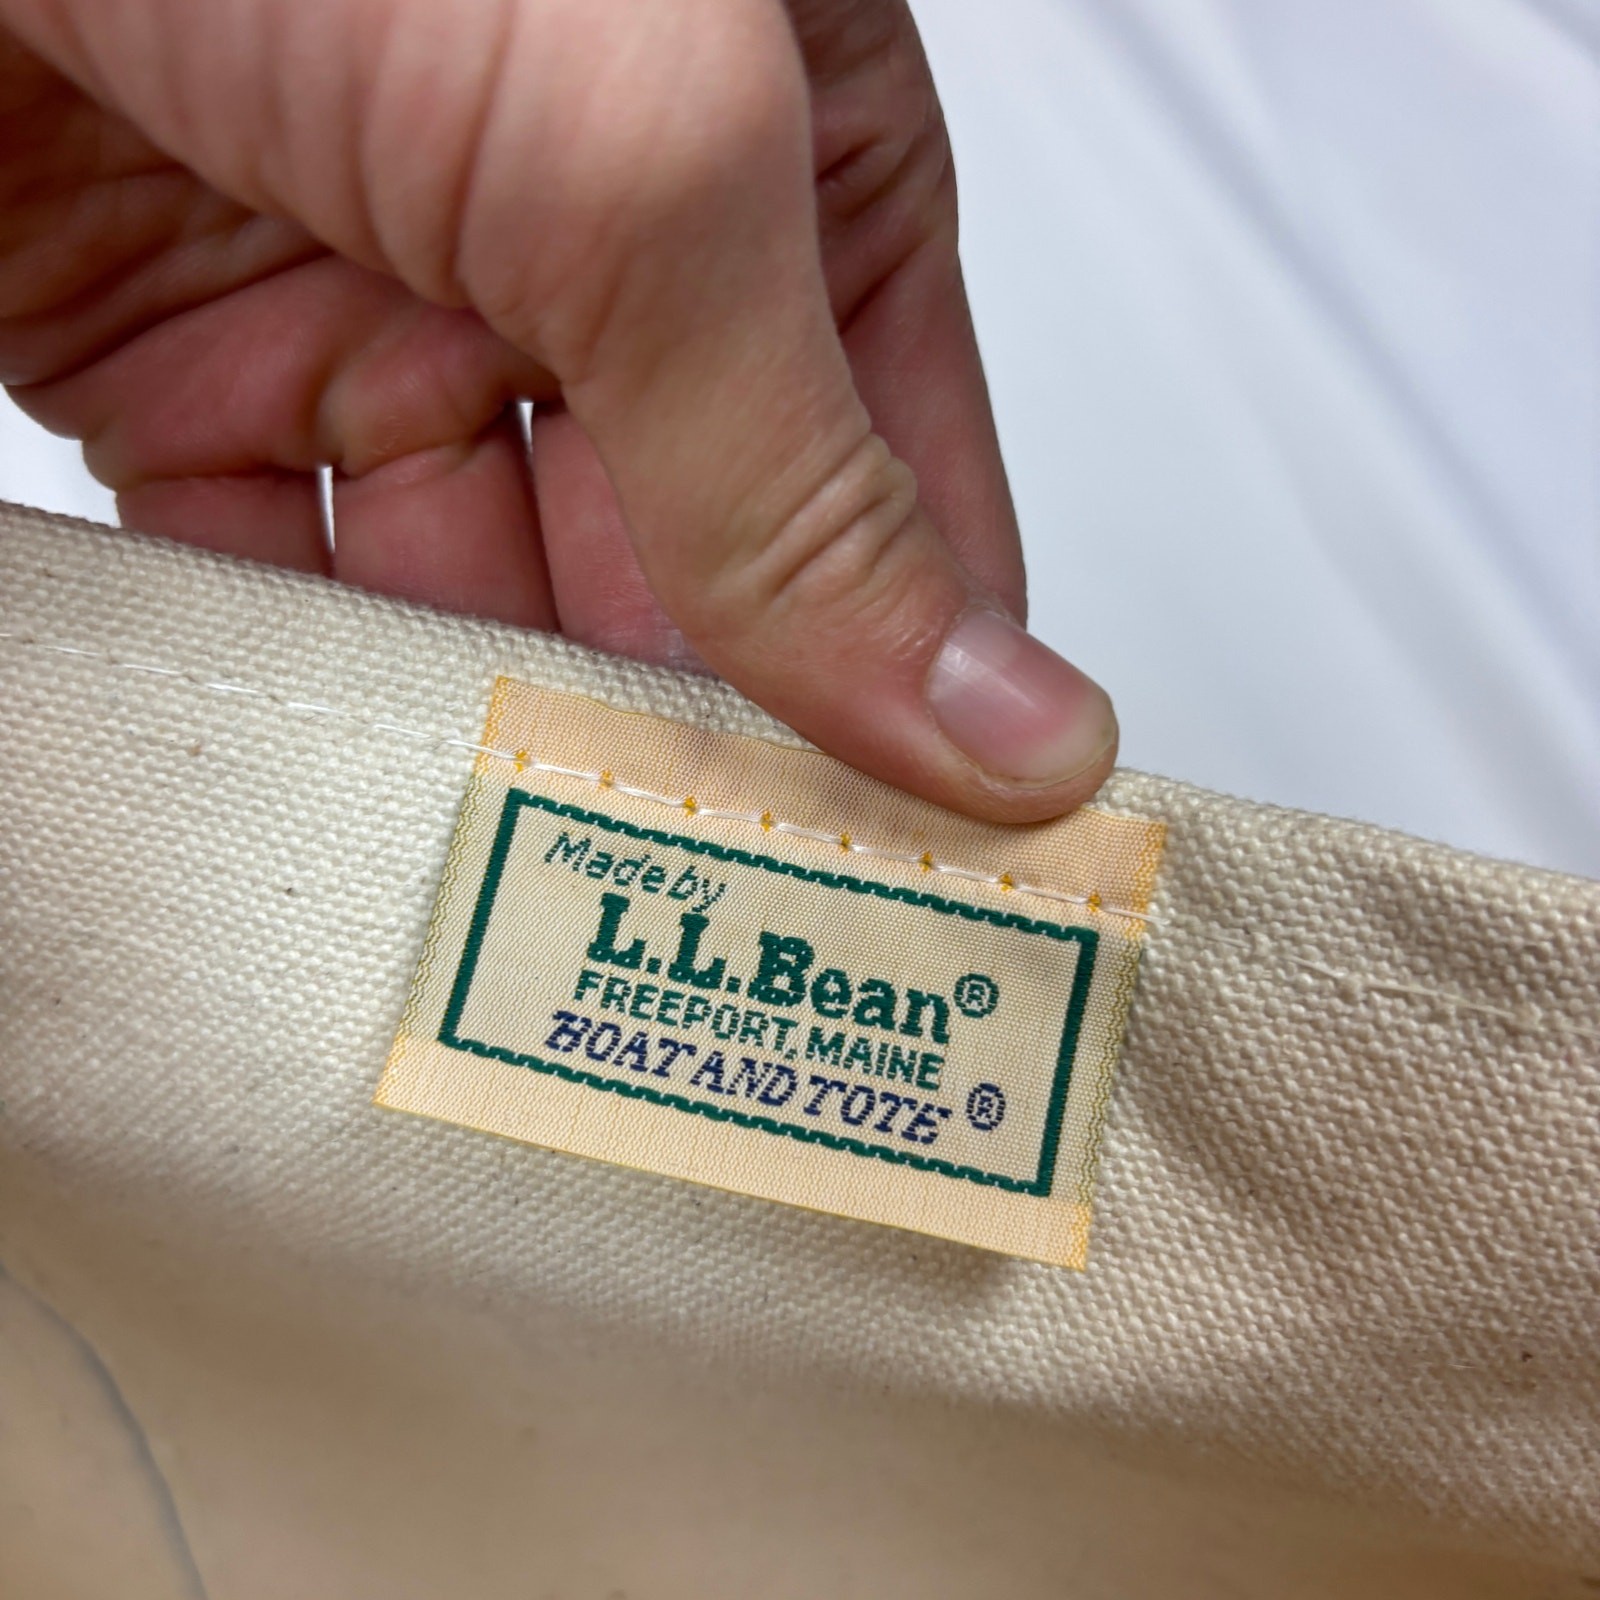 Made by
L.L.Bean®
FREEPORT, MAINE
BOAT AND TOTE ®